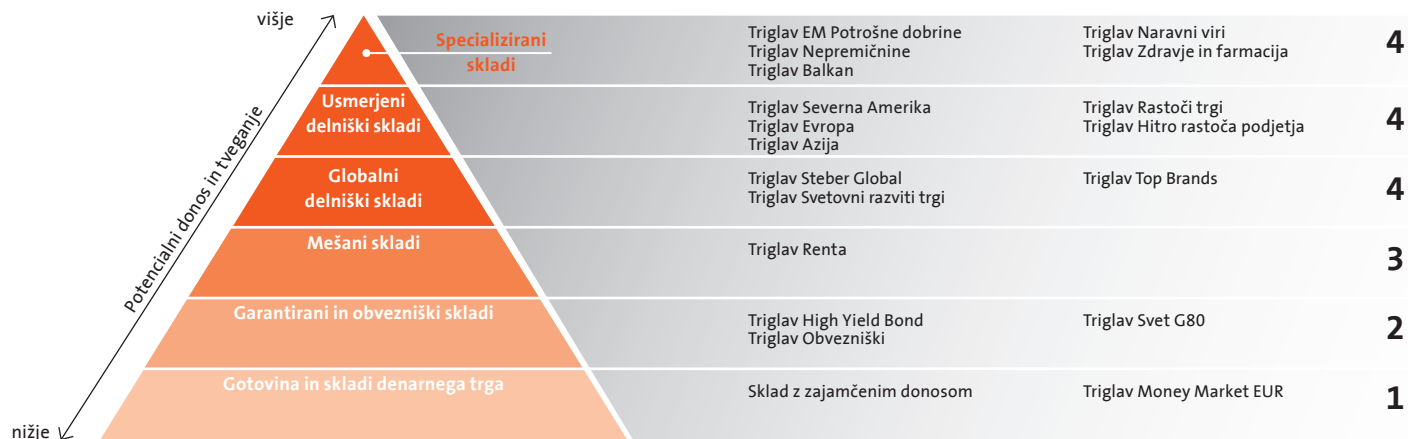 višje
Potencialni donos in tveganje
nižje
Specializirani
skladi
Triglav EM Potrošne dobrine
Triglav Nepremičnine
Triglav Balkan
Triglav Naravni viri
Triglav Zdravje in farmacija
4
Usmerjeni
delniški skladi
Triglav Severna Amerika
Triglav Evropa
Triglav Azija
Triglav Rastoči trgi
Triglav Hitro rastoča podjetja
4
Globalni
delniški skladi
Triglav Steber Global
Triglav Svetovni razviti trgi
Triglav Top Brands
4
Mešani skladi
Triglav Renta
3
Garantirani in obvezniški skladi
Triglav High Yield Bond
Triglav Obvezniški
Triglav Svet G80
2
Gotovina in skladi denarnega trga
Sklad z zajamčenim donosom
Triglav Money Market EUR
1